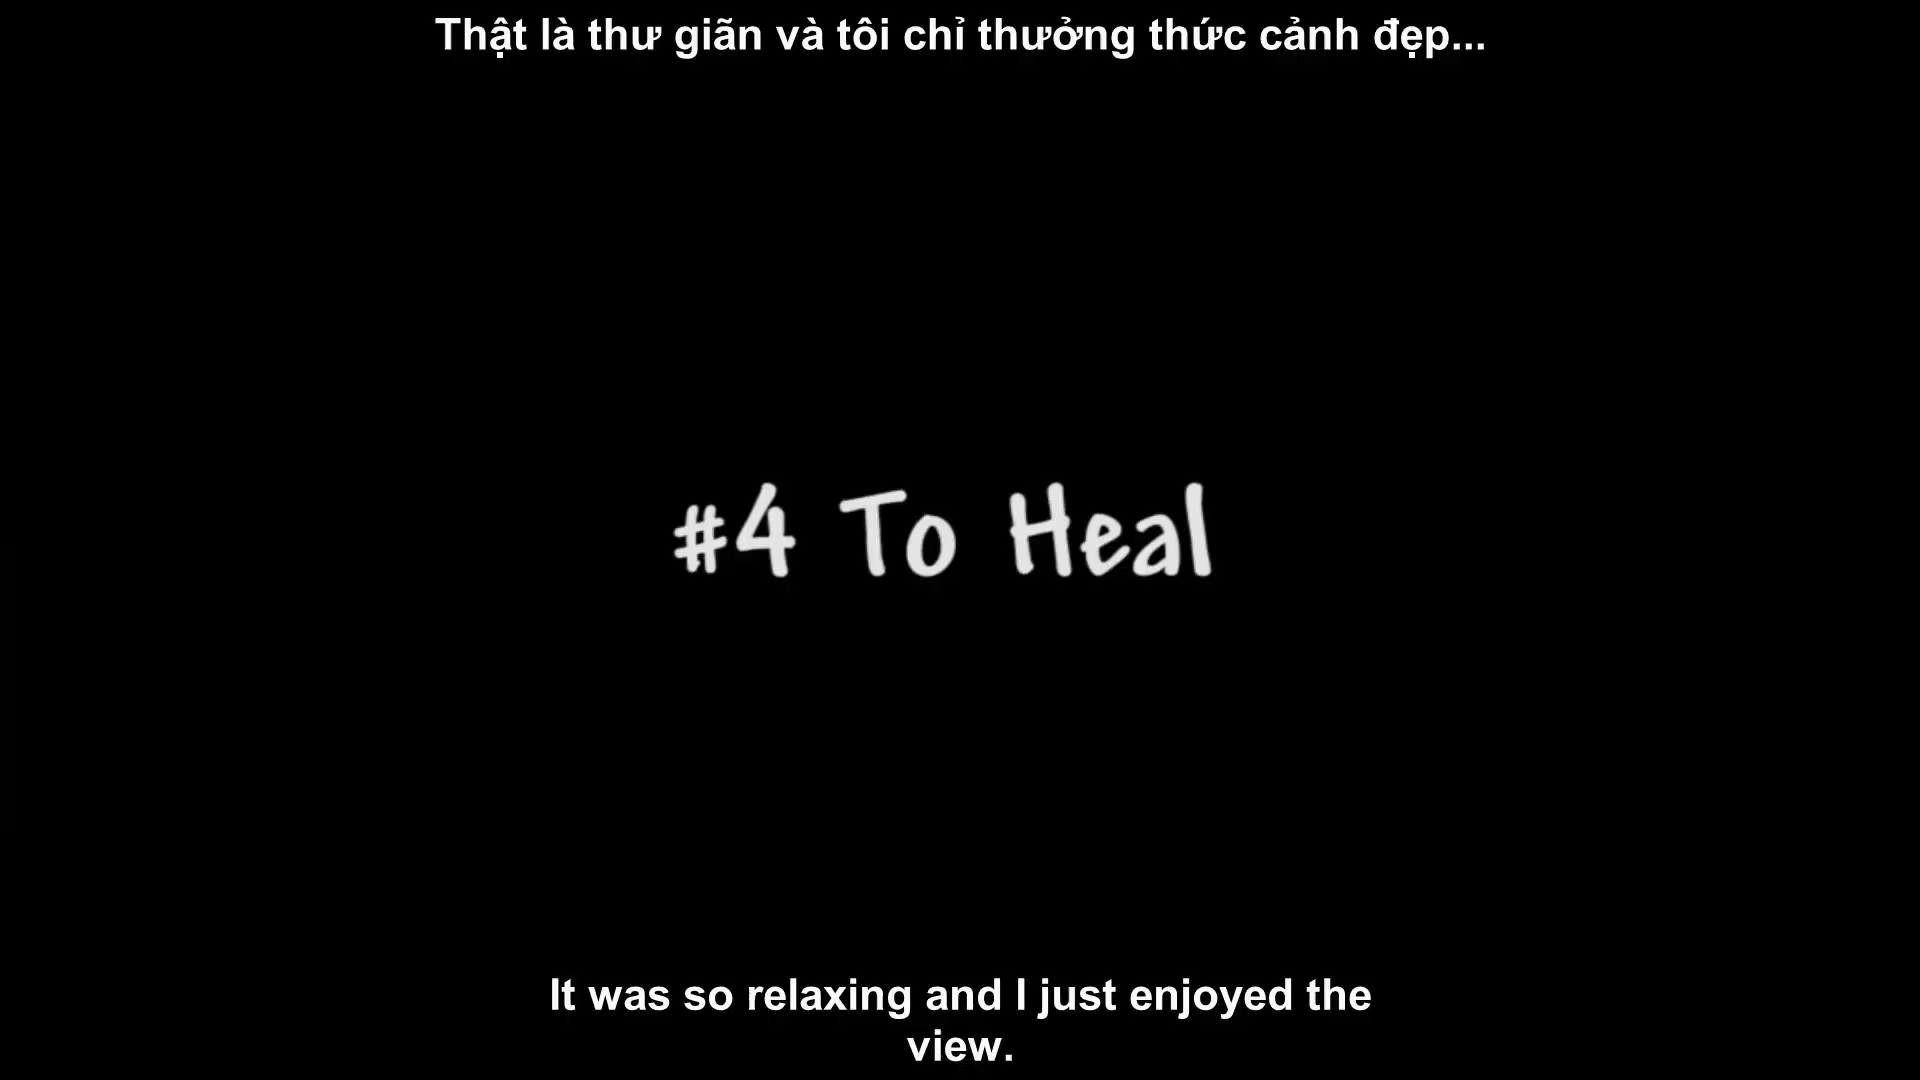 Thật là thư giãn và tôi chỉ thưởng thức cảnh đẹp...
#4 To Heal
It was so relaxing and I just enjoyed the
view.